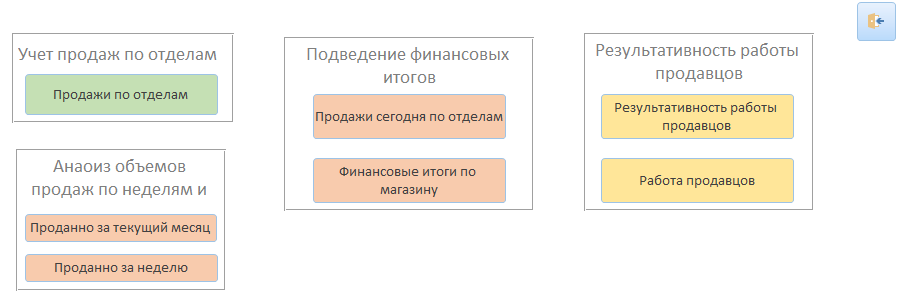 Учет продаж по отделам
Продажи по отделам
Анаоиз объемов
продаж по неделям и
Проданно за текущий месяц
Проданно за неделю
Подведение финансовых
итогов
Продажи сегодня по отделам
Финансовые итоги по
магазину
Результативность работы
продавцов
Результативность работы
продавцов
Работа продавцов